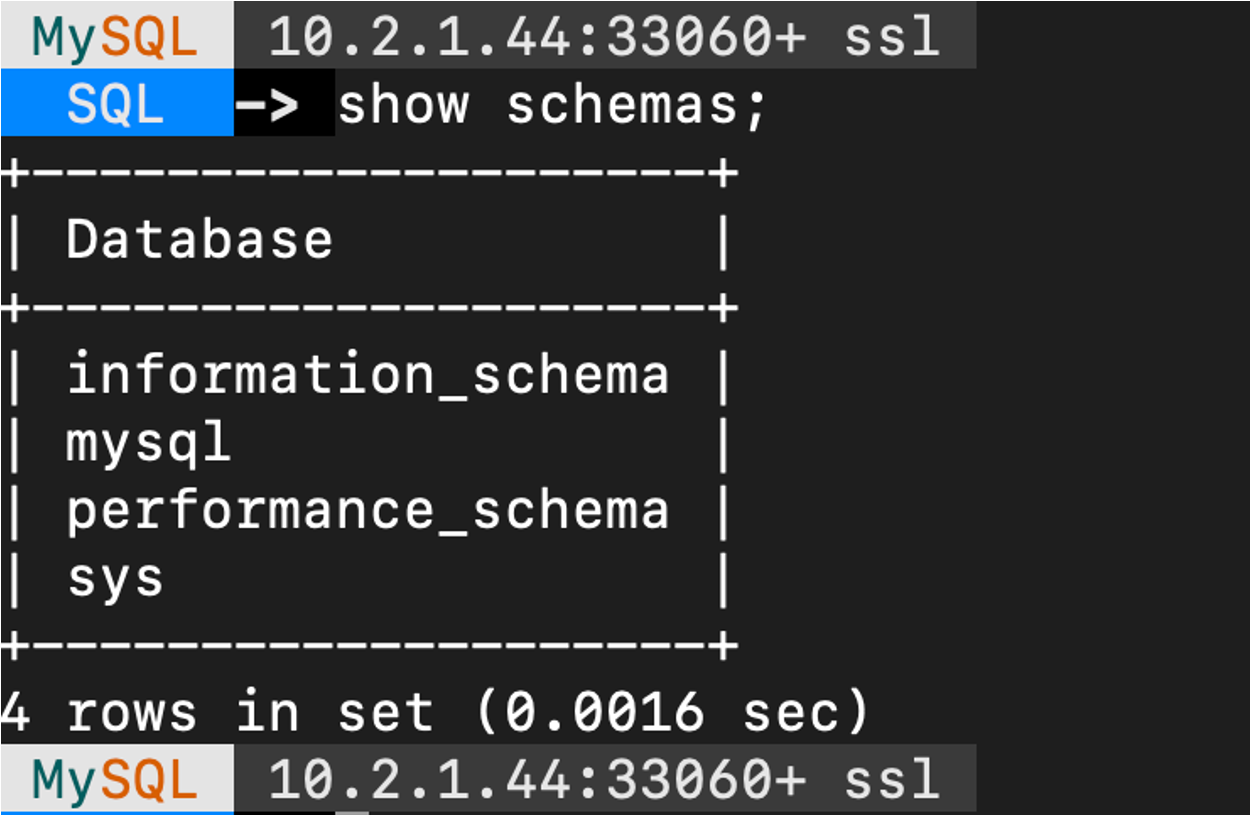 MySQL 10.2.1.44:33060+ ssl
SQL -> show schemas;
+--------------------+
| Database           |
+--------------------+
| information_schema |
| mysql              |
| performance_schema |
| sys                |
+--------------------+
4 rows in set (0.0016 sec)
MySQL 10.2.1.44:33060+ ssl